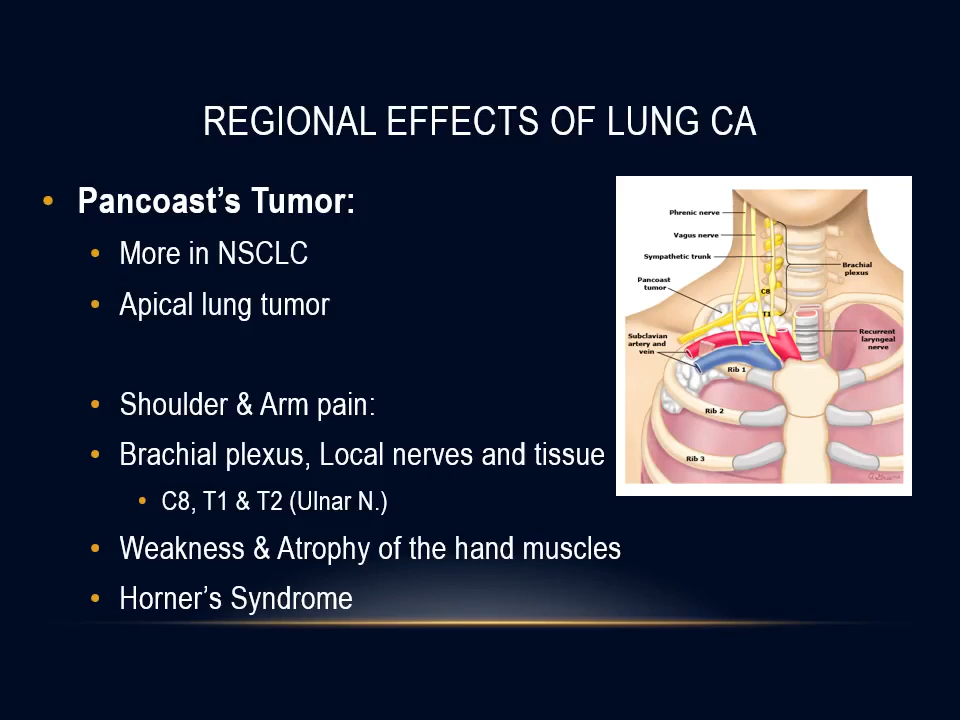 REGIONAL EFFECTS OF LUNG CA
• Pancoast’s Tumor:
• More in NSCLC
• Apical lung tumor
• Shoulder & Arm pain:
• Brachial plexus, Local nerves and tissue
• C8, T1 & T2 (Ulnar N.)
• Weakness & Atrophy of the hand muscles
• Horner’s Syndrome
Phrenic nerve
Vagus nerve
Sympathetic trunk
Pancoast
tumor
Subclavian
artery and
vein
C8
T1
Brachial
plexus
Recurrent
laryngeal
nerve
Rib 1
Rib 2
Rib 3